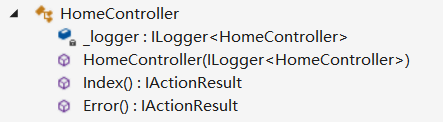 HomeController
_logger : ILogger<HomeController>
HomeController(ILogger<HomeController>)
Index() : IActionResult
Error() : IActionResult